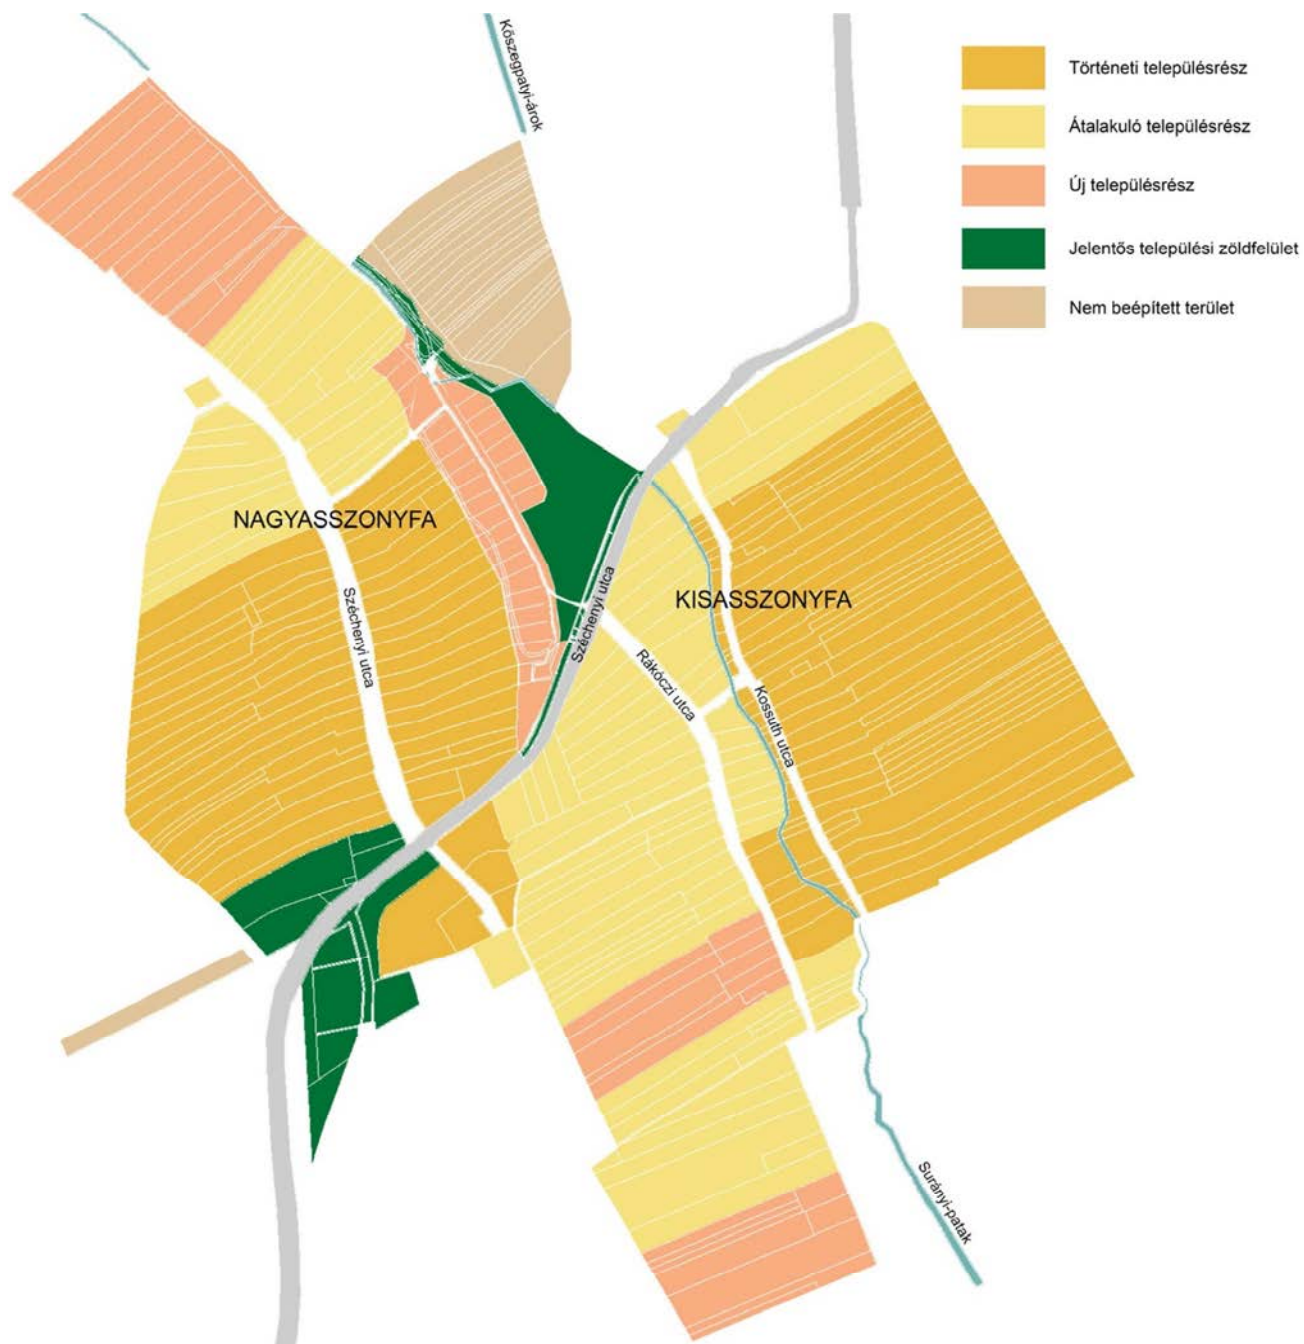 Kőszegpatyi-árok
Történeti településrész
Átalakuló településrész
Új településrész
Jelentős települési zöldfelület
Nem beépített terület
NAGYASSZONYFA
KISASSZONYFA
Széchenyi utca
Széchenyi utca
Rákóczi utca
Kossuth utca
Surányi-patak